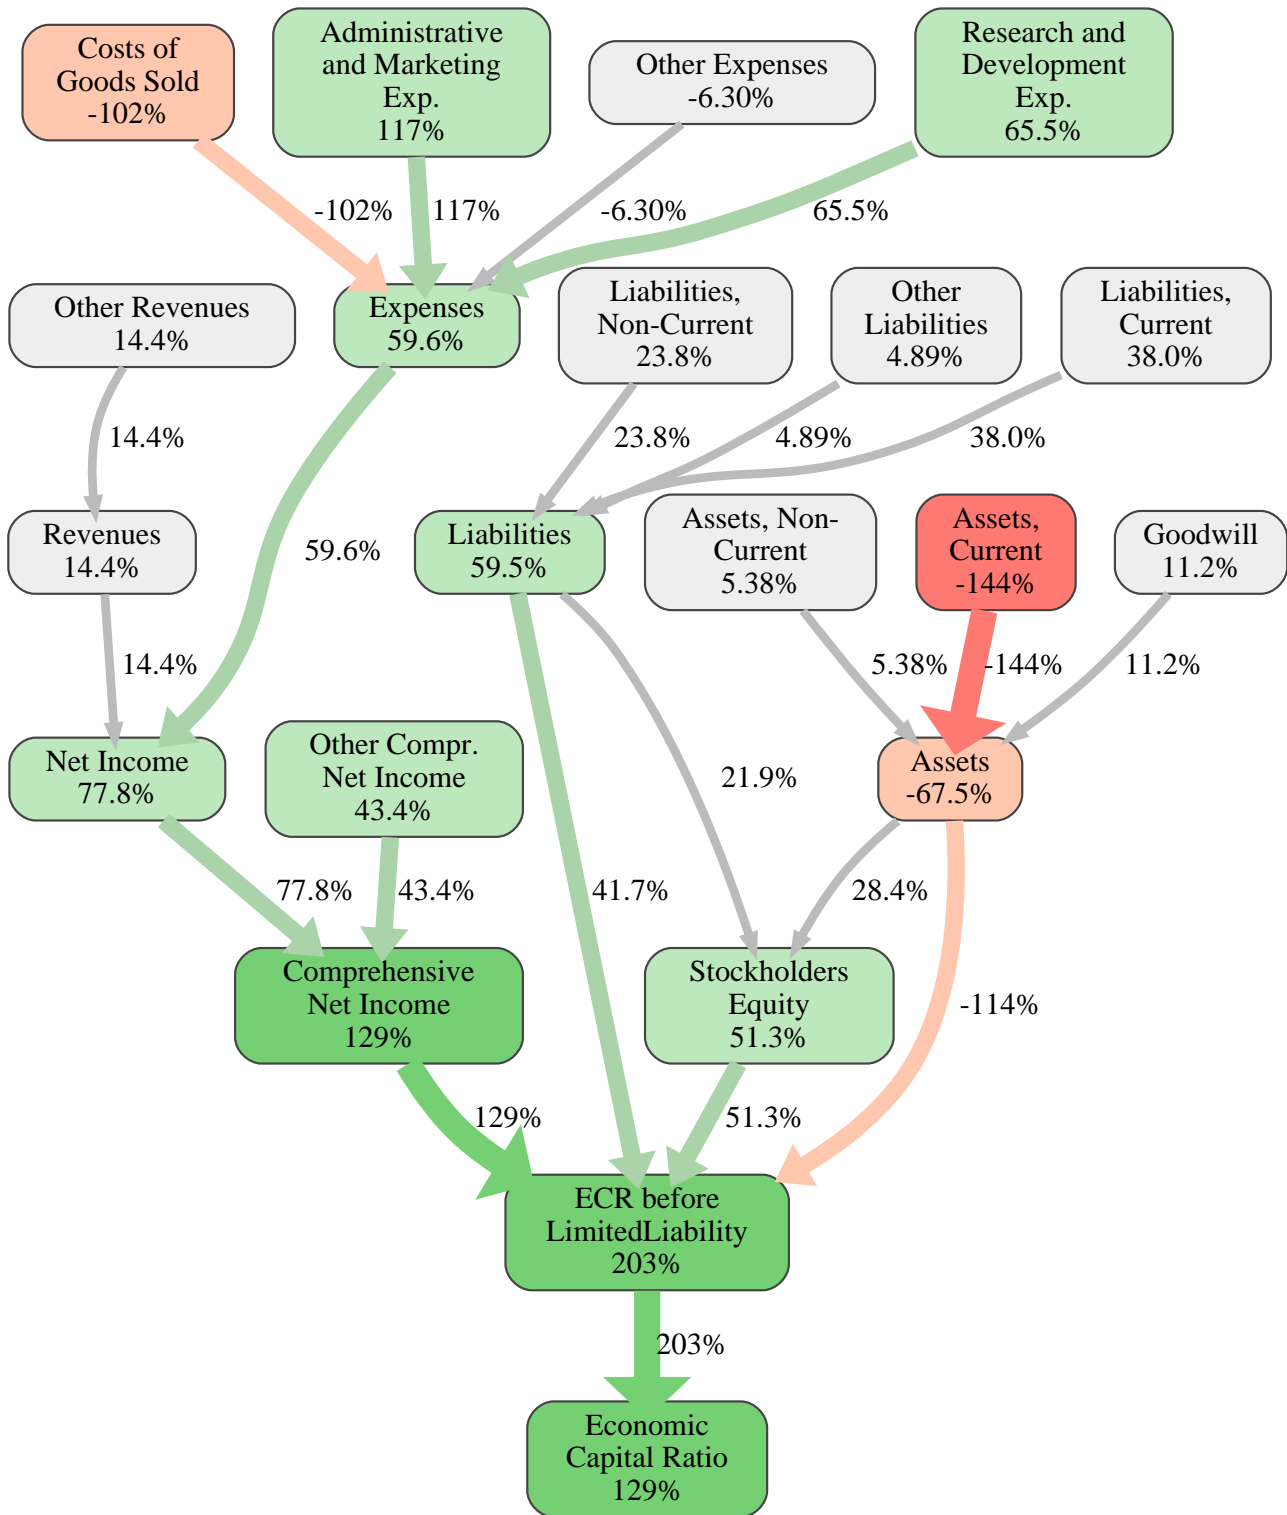 Costs of
Goods Sold
-102%
Administrative
and Marketing
Exp.
117%
Other Expenses
-6.30%
Research and
Development
Exp.
65.5%
-102%
117%
-6.30%
65.5%
Other Revenues
14.4%
Expenses
59.6%
Liabilities,
Non-Current
23.8%
Other
Liabilities
4.89%
Liabilities,
Current
38.0%
14.4%
23.8%
4.89%
38.0%
Revenues
14.4%
59.6%
Liabilities
59.5%
Assets, Non-
Current
5.38%
Assets,
Current
-144%
Goodwill
11.2%
14.4%
5.38%
-144%
11.2%
Net Income
77.8%
Other Compr.
Net Income
43.4%
21.9%
Assets
-67.5%
77.8%
43.4%
41.7%
28.4%
Comprehensive
Net Income
129%
Stockholders
Equity
51.3%
-114%
129%
51.3%
ECR before
LimitedLiability
203%
203%
Economic
Capital Ratio
129%